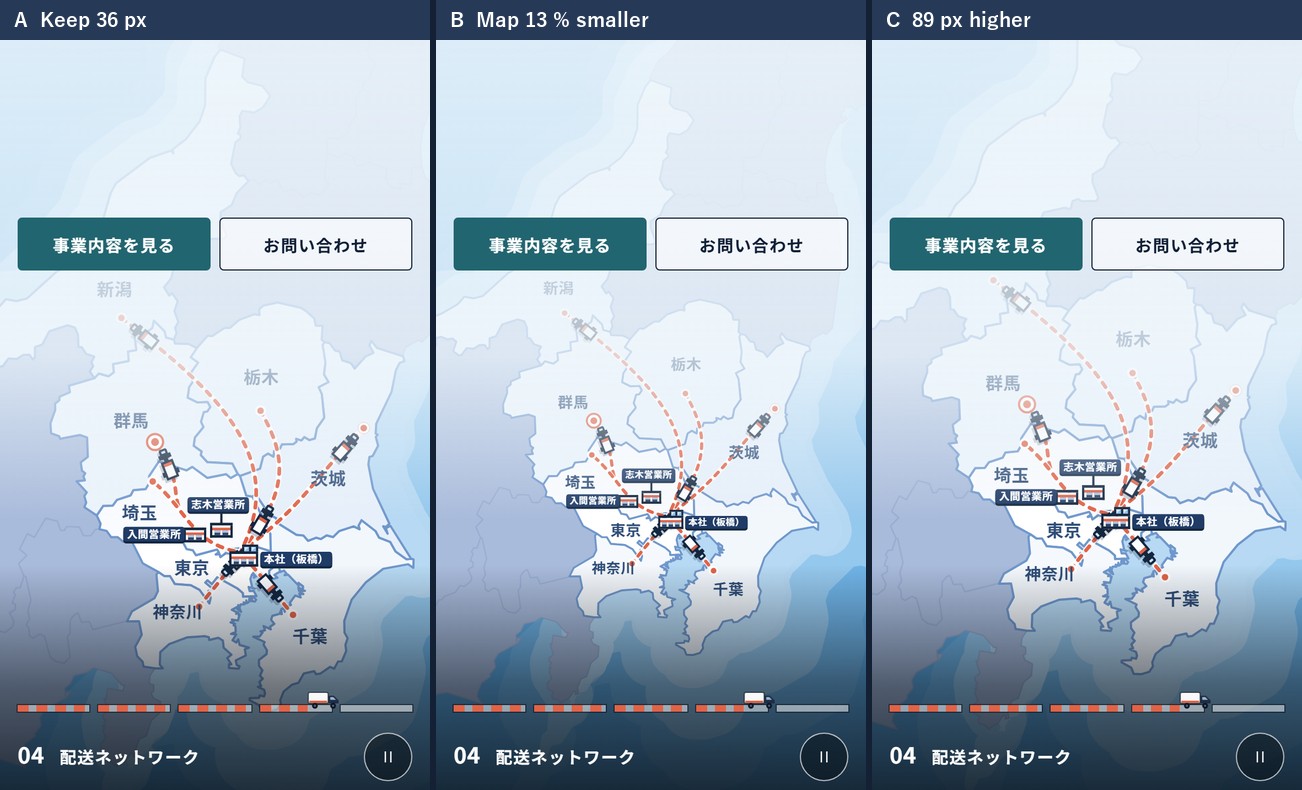 A Keep 36 px
事業内容を見る
お問い合わせ
新潟
栃木
群馬
茨城
志木営業所
埼玉
入間営業所
本社（板橋）
東京
神奈川
千葉
04 配送ネットワーク
B Map 13 % smaller
事業内容を見る
お問い合わせ
新潟
栃木
群馬
茨城
志木営業所
埼玉
入間営業所
本社（板橋）
東京
神奈川
千葉
04 配送ネットワーク
C 89 px higher
事業内容を見る
お問い合わせ
栃木
群馬
茨城
志木営業所
埼玉
入間営業所
本社（板橋）
東京
神奈川
千葉
04 配送ネットワーク